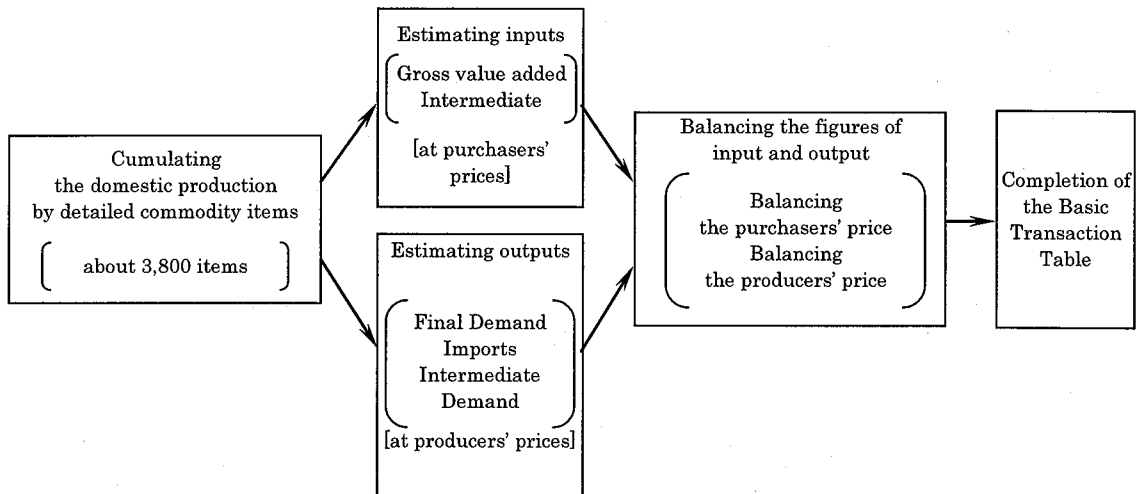 Cumulating
the domestic production
by detailed commodity items
about 3,800 items
Estimating inputs
Gross value added
Intermediate
[at purchasers'
prices]
Estimating outputs
Final Demand
Imports
Intermediate
Demand
[at producers' prices]
Balancing the figures of
input and output
Balancing
the purchasers' price
Balancing
the producers' price
Completion of
the Basic
Transaction
Table